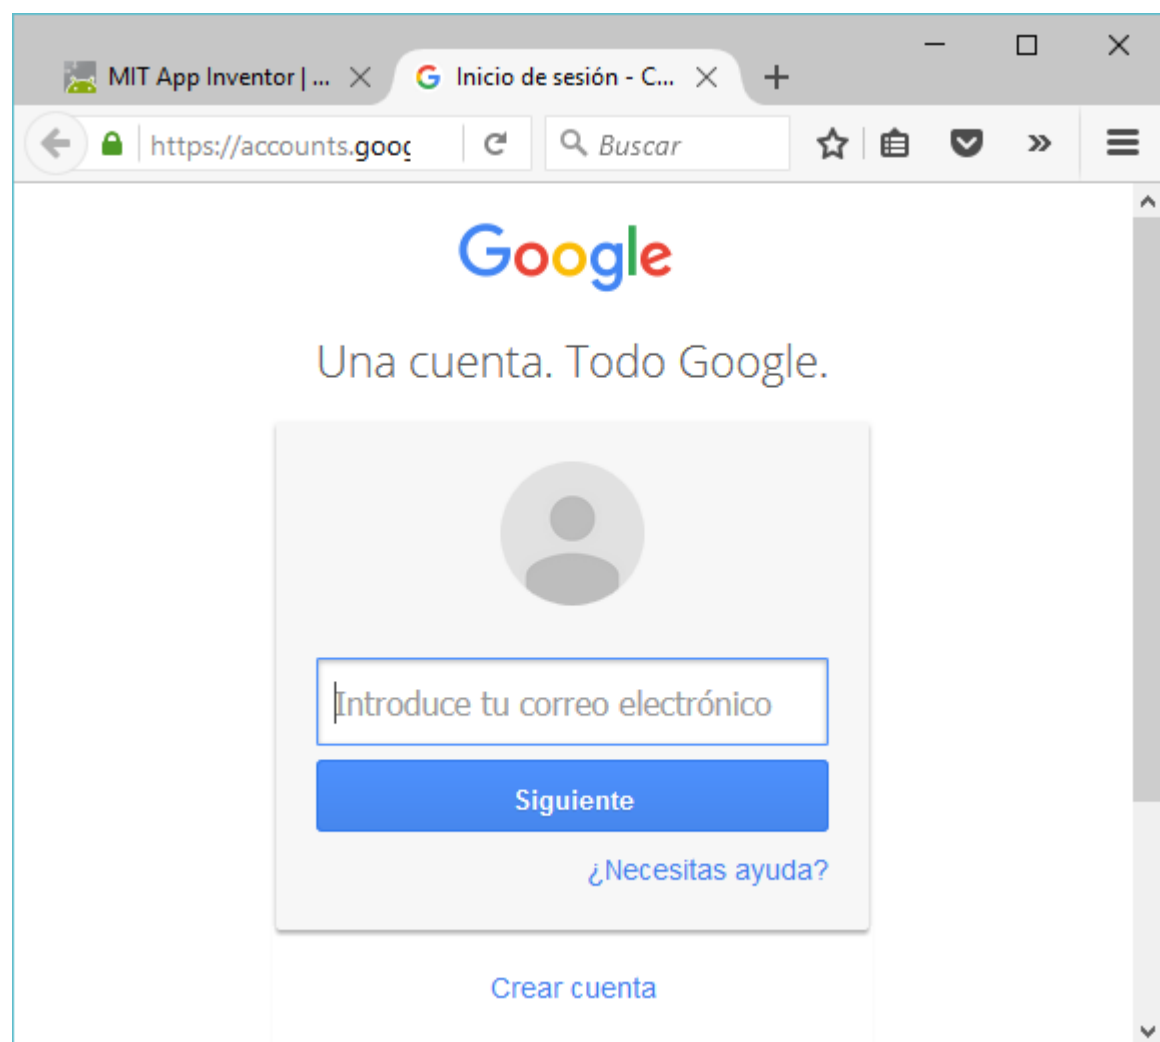 MIT App Inventor | ...
Inicio de sesión - C...
https://accounts.goog
Buscar
Google
Una cuenta. Todo Google.
Introduce tu correo electrónico
Siguiente
¿Necesitas ayuda?
Crear cuenta